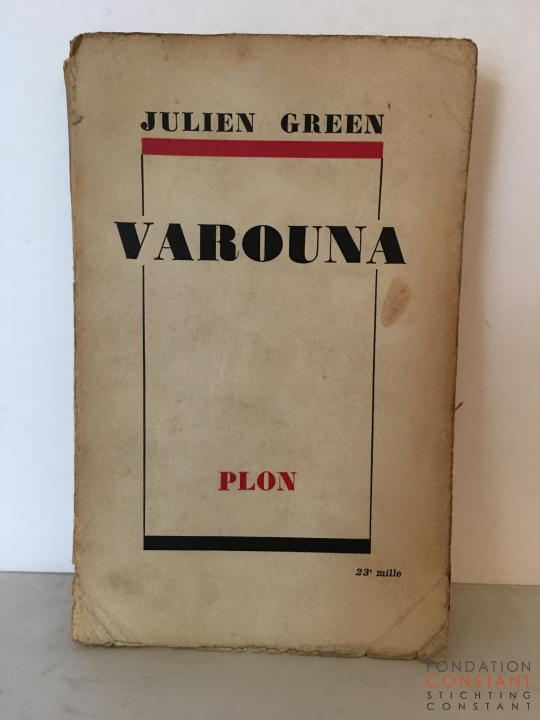 JULIEN GREEN
VAROUNA
PLON
23e mille
FONDATION
CONSTANT
STICHTING
CONSTANT